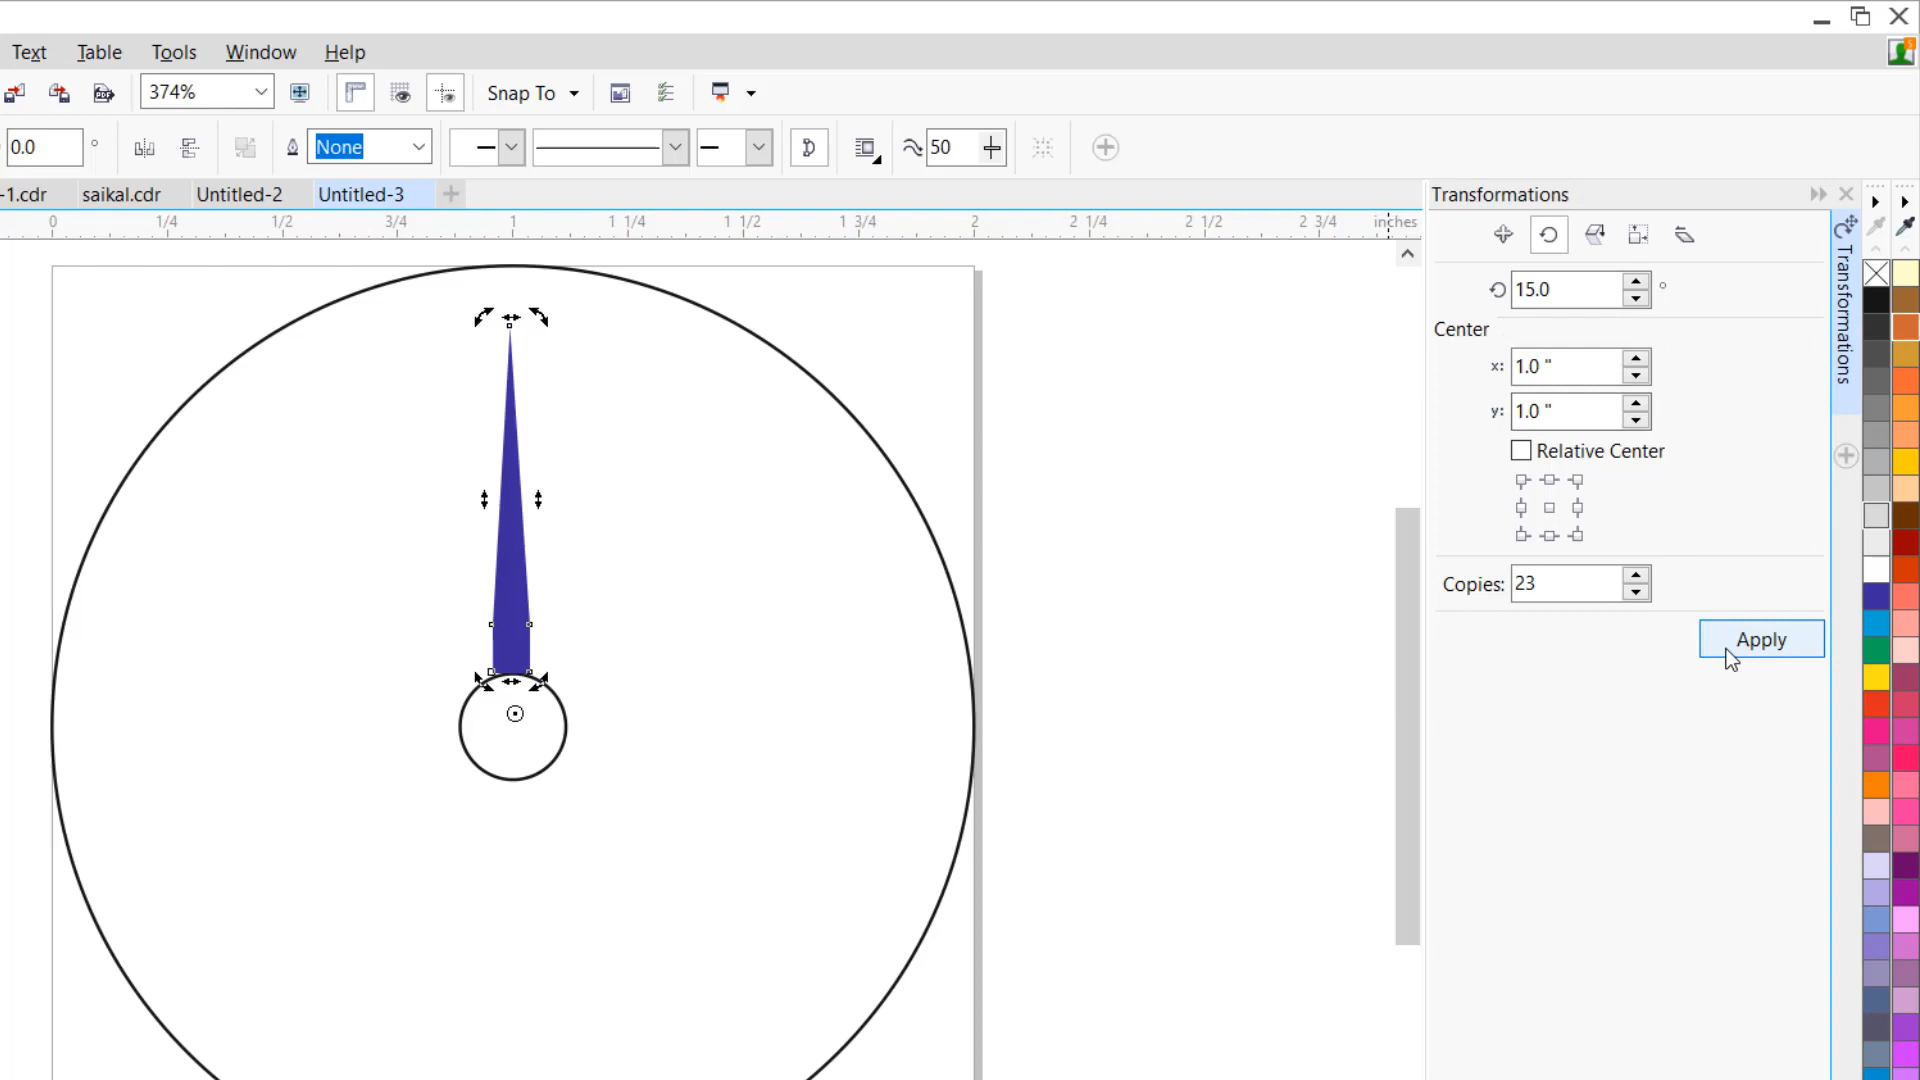 Text Table Tools Window Help
374% Snap To
0.0 ° None 50
-1.cdr saikal.cdr Untitled-2 Untitled-3
Transformations
0 1/4 1/2 3/4 1 1 1/4 1 1/2 1 3/4 2 2 1/4 2 1/2 2 3/4 inches
Transformations
15.0 °
Center
x: 1.0 "
y: 1.0 "
Relative Center
Copies: 23
Apply